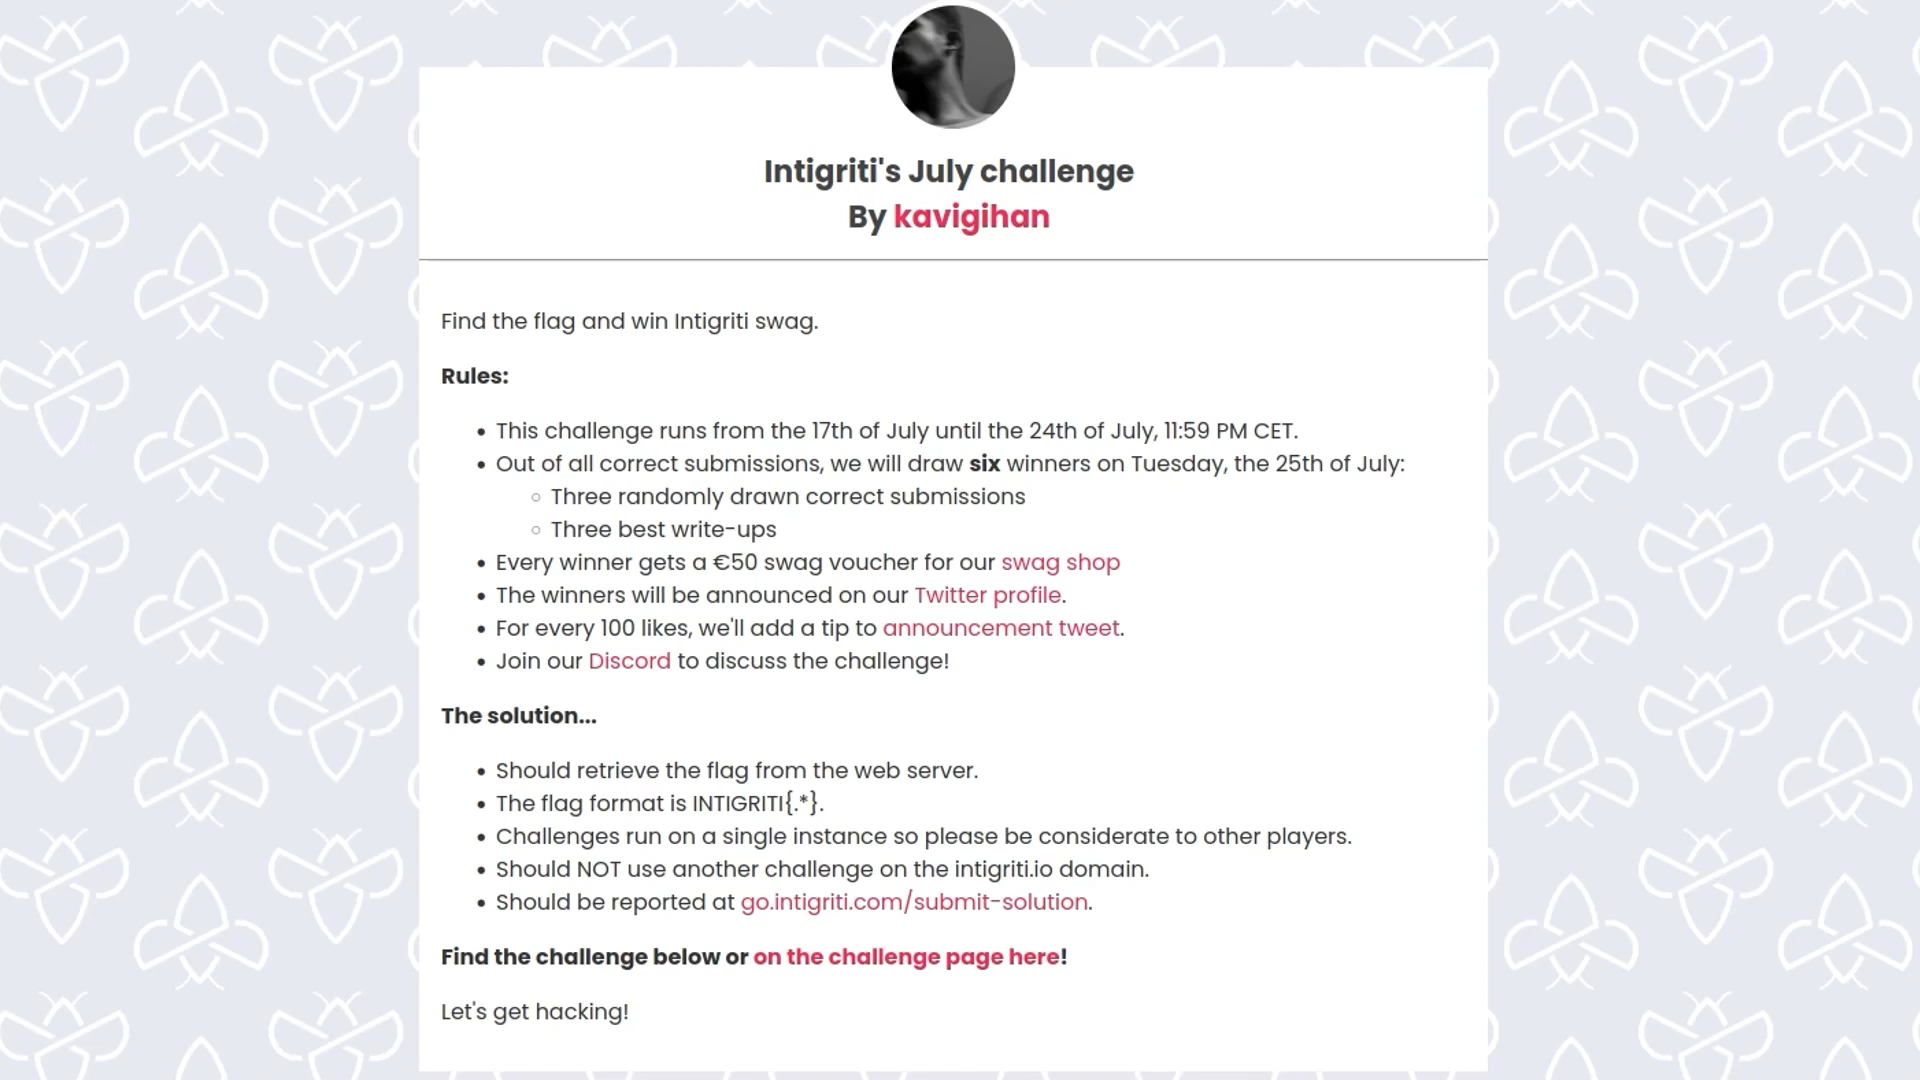 Intigriti's July challenge
By kavigihan
Find the flag and win Intigriti swag.
Rules:
This challenge runs from the 17th of July until the 24th of July, 11:59 PM CET.
Out of all correct submissions, we will draw six winners on Tuesday, the 25th of July:
Three randomly drawn correct submissions
Three best write-ups
Every winner gets a €50 swag voucher for our swag shop
The winners will be announced on our Twitter profile.
For every 100 likes, we'll add a tip to announcement tweet.
Join our Discord to discuss the challenge!
The solution...
Should retrieve the flag from the web server.
The flag format is INTIGRITI{.*}.
Challenges run on a single instance so please be considerate to other players.
Should NOT use another challenge on the intigriti.io domain.
Should be reported at go.intigriti.com/submit-solution.
Find the challenge below or on the challenge page here!
Let's get hacking!